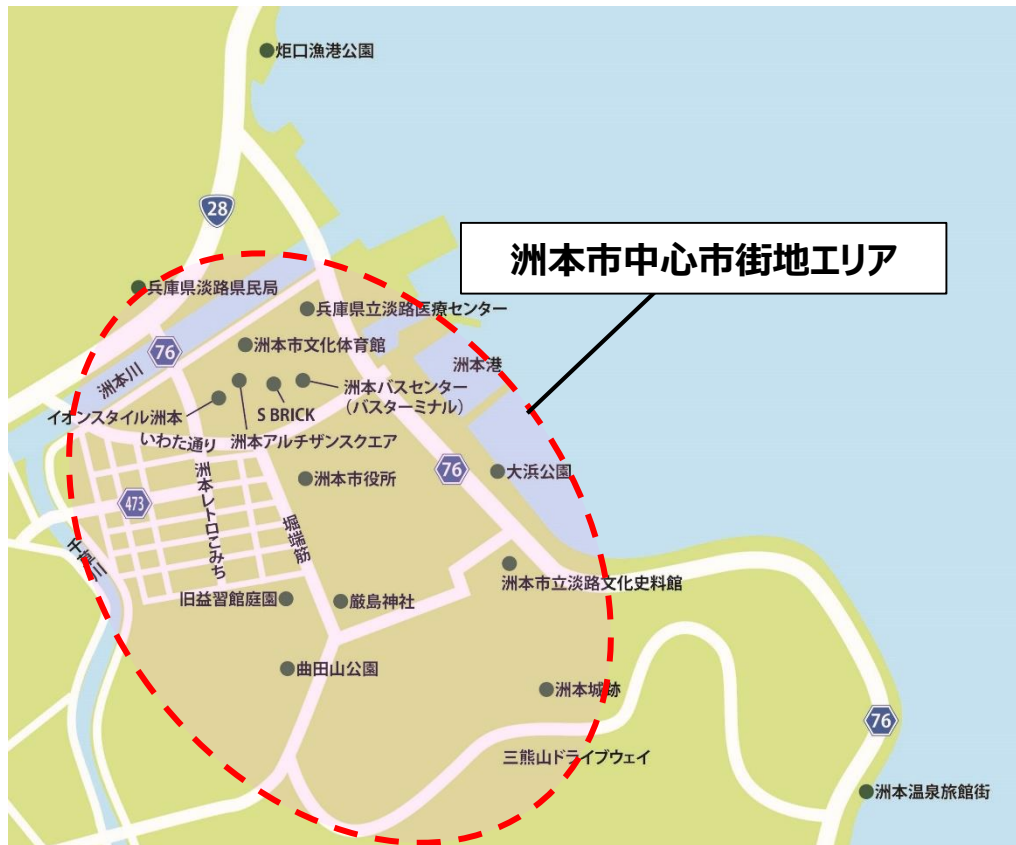 炬口漁港公園
28
洲本市中心市街地エリア
兵庫県淡路県民局
兵庫県立淡路医療センター
洲本市文化体育館
76
洲本川
洲本港
洲本バスセンター
(バスターミナル)
S BRICK
イオンスタイル洲本
いわた通り
洲本アルチザンスクエア
76
大浜公園
洲本市役所
473
洲本レトロこみち
堀端筋
千草川
洲本市立淡路文化史料館
旧益習館庭園
厳島神社
曲田山公園
洲本城跡
76
三熊山ドライブウェイ
洲本温泉旅館街